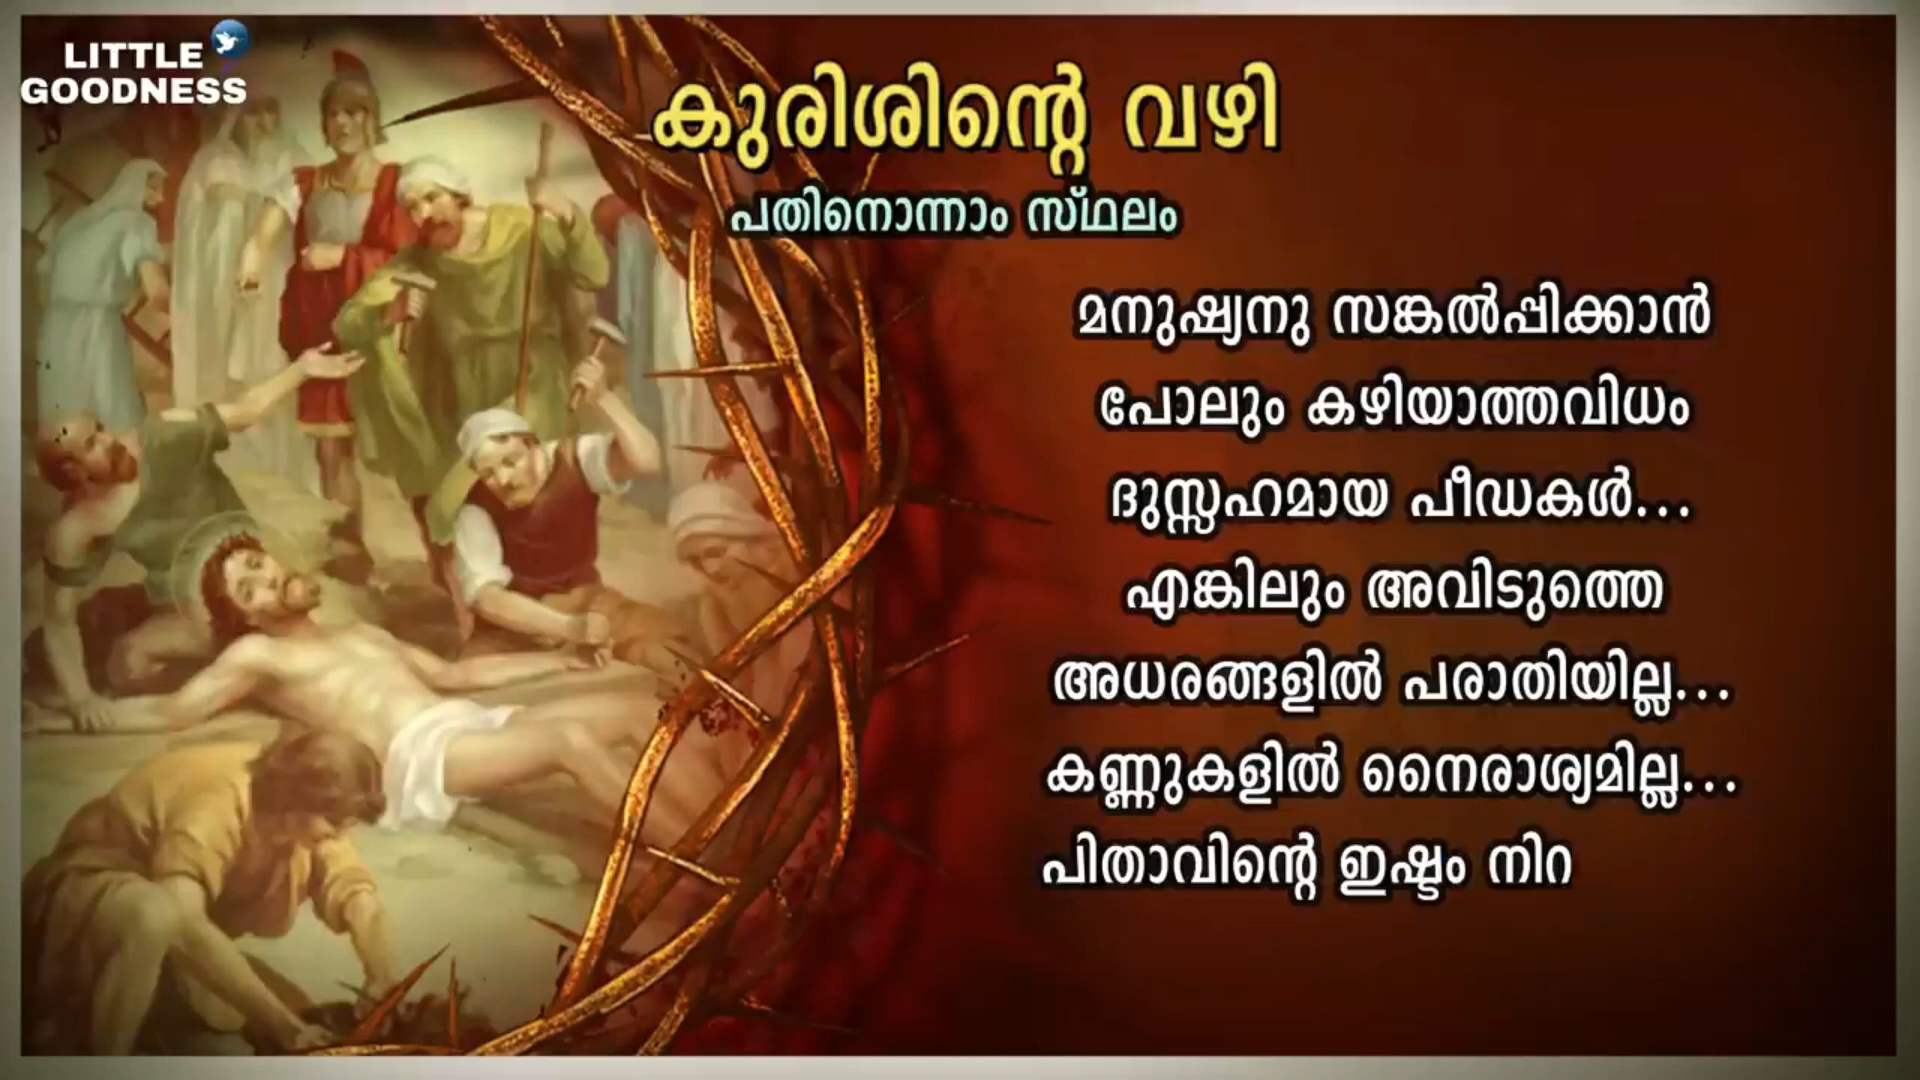 LITTLE
GOODNESS
കുരിശിന്റെ വഴി
പതിനൊന്നാം സ്ഥലം
മനുഷ്യനു സങ്കൽപ്പിക്കാൻ
പോലും കഴിയാത്തവിധം
ദുസ്സഹമായ പീഡകൾ...
എങ്കിലും അവിടുത്തെ
അധരങ്ങളിൽ പരാതിയില്ല...
കണ്ണുകളിൽ നൈരാശ്യമില്ല...
പിതാവിന്റെ ഇഷ്ടം നിറ